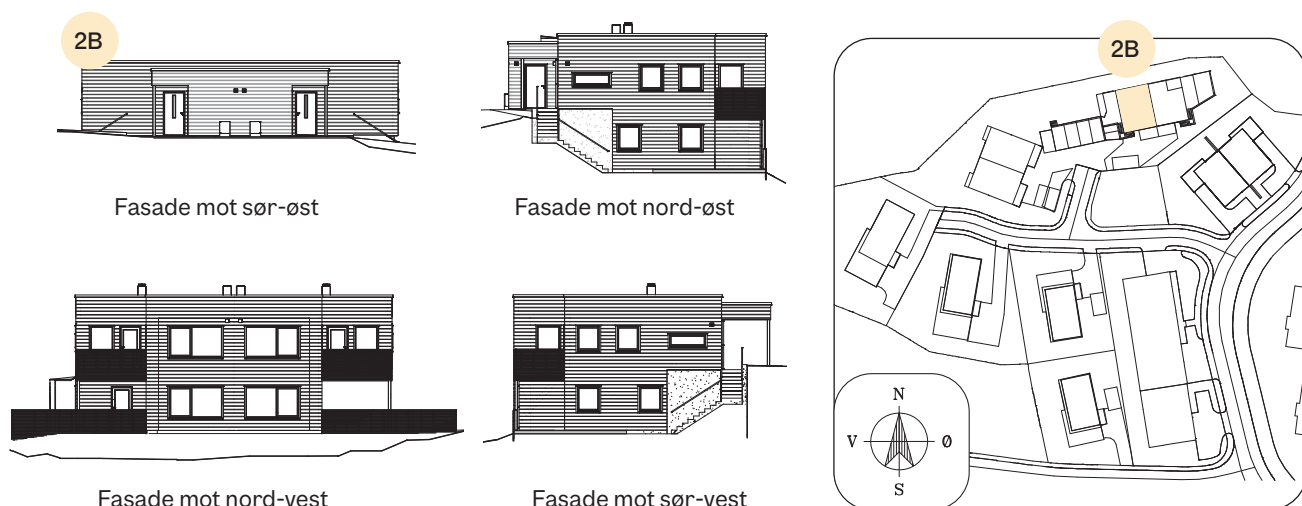 2B
Fasade mot sør-øst
Fasade mot nord-øst
Fasade mot nord-vest
Fasade mot sør-vest
2B
N
V Ø
S